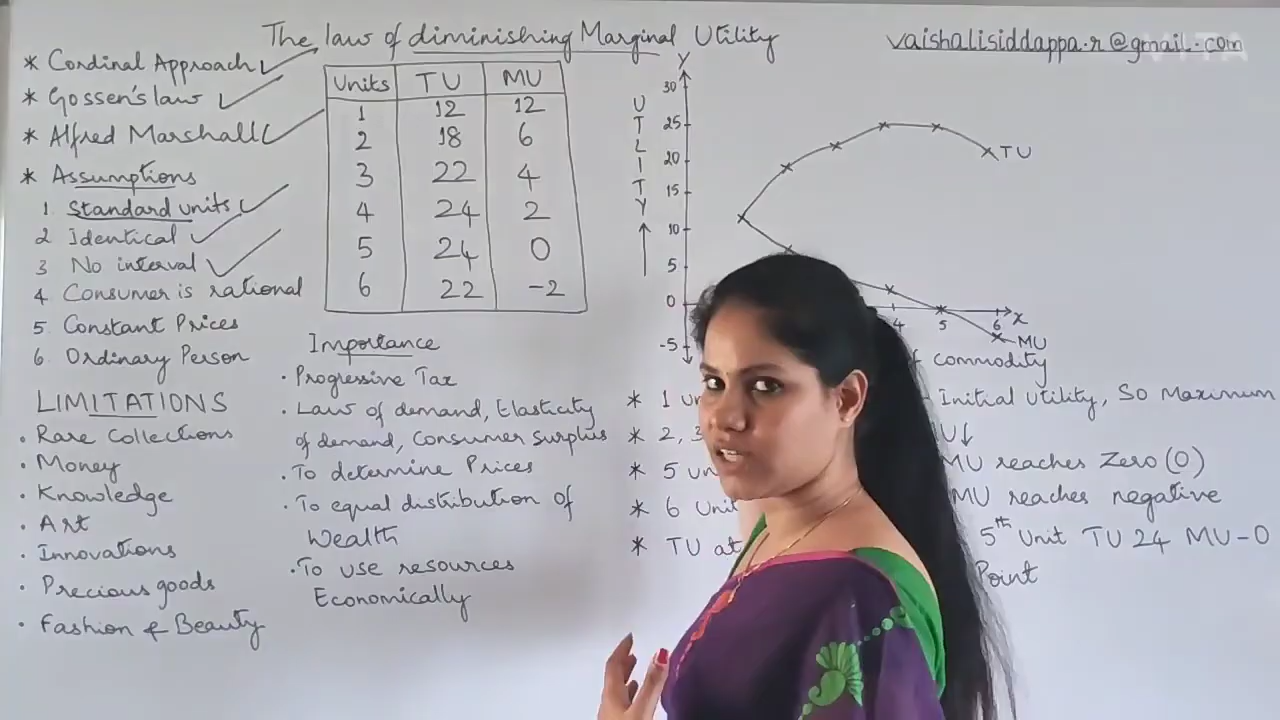 The law of diminishing Marginal Utility
vaishalisiddappa.r@gmail.com
* Cordinal Approach
* Gossen's law
* Alfred Marshall
* Assumptions
1 Standard units
2 Identical
3 No interval
4 Consumer is rational
5 Constant Prices
6 Ordinary Person
LIMITATIONS
• Rare Collections
• Money
• Knowledge
• Art
• Innovations
• Precious goods
• Fashion & Beauty
Units TU MU
1 12 12
2 18 6
3 22 4
4 24 2
5 24 0
6 22 -2
Importance
• Progressive Tax
• Law of demand, Elasticity
of demand, Consumer Surplus
• To determine Prices
• To equal distribution of
Wealth
• To use resources
Economically
UTLITY
Y
30
25
20
15
10
5
0
-5
TU
4 5 6 X
MU
commodity
* 1 Un - Initial Utility, So Maximum
* 2, 3 U↓
* 5 Un MU reaches Zero (0)
* 6 Unit MU reaches negative
* TU at 5th Unit TU 24 MU-0
Point